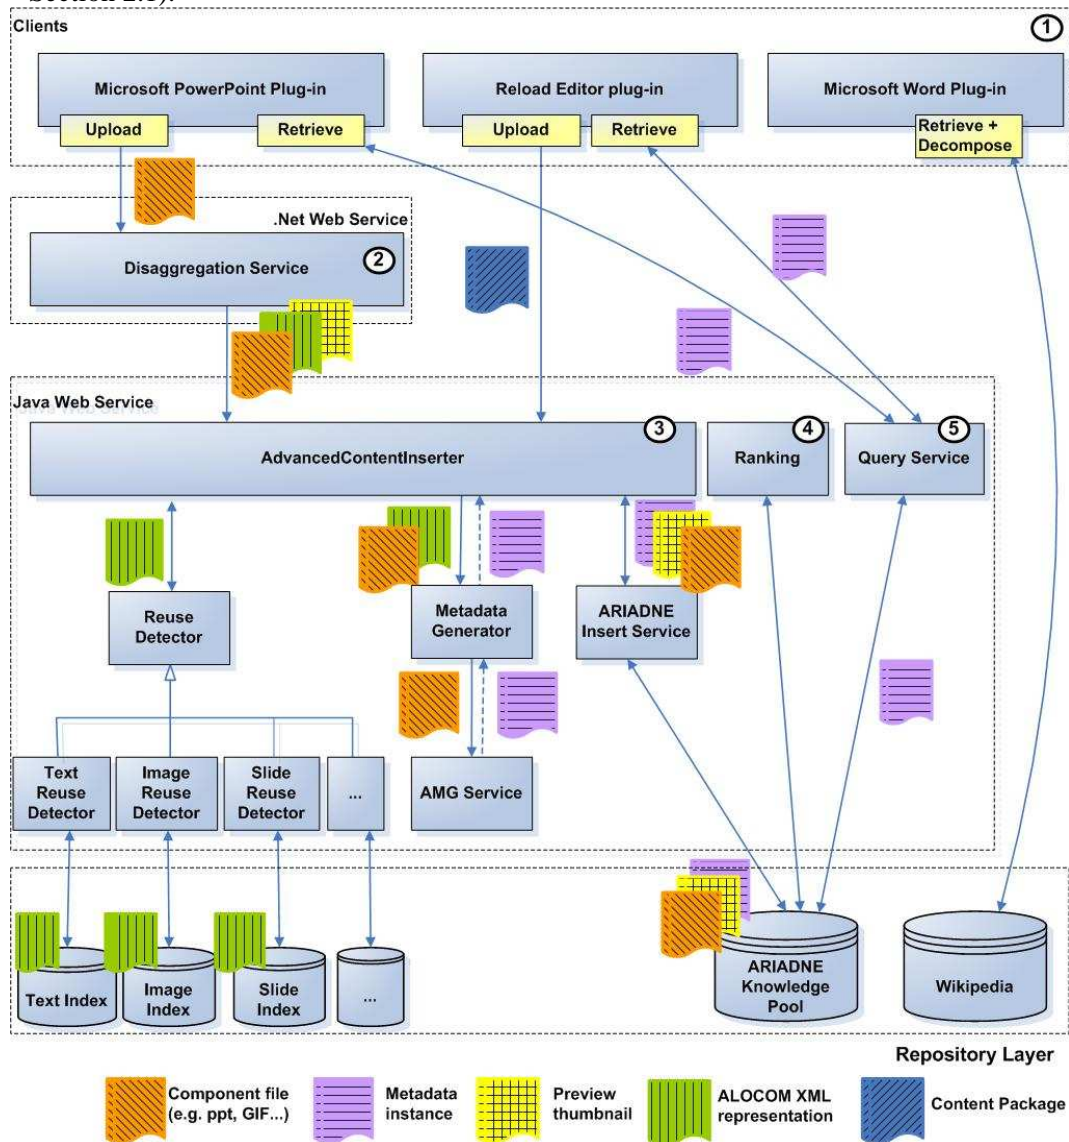 Section 2.1).
Clients
1
Microsoft PowerPoint Plug-in
Reload Editor plug-in
Microsoft Word Plug-in
Upload
Retrieve
Upload
Retrieve
Retrieve +
Decompose
.Net Web Service
Disaggregation Service
2
Java Web Service
AdvancedContentInserter
3
Ranking
4
Query Service
5
Reuse
Detector
Metadata
Generator
ARIADNE
Insert Service
Text
Reuse
Detector
Image
Reuse
Detector
Slide
Reuse
Detector
...
AMG Service
Text Index
Image
Index
Slide
Index
...
ARIADNE
Knowledge
Pool
Wikipedia
Repository Layer
Component file
(e.g. ppt, GIF...)
Metadata
instance
Preview
thumbnail
ALOCOM XML
representation
Content Package